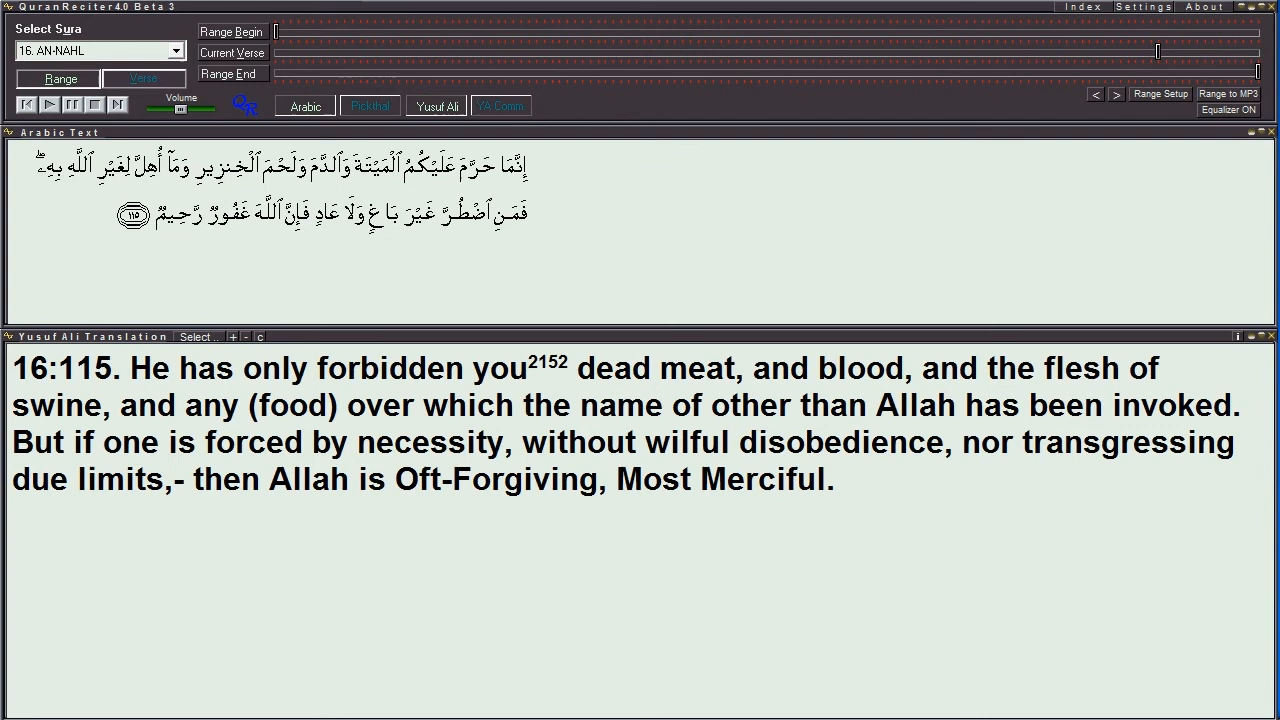 QuranReciter4.0 Beta 3
Index Settings About
Select Sura
16. AN-NAHL
Range Verse
Volume
Range Begin
Current Verse
Range End
Arabic Pickthal Yusuf Ali YA Comm
< > Range Setup Range to MP3
Equalizer ON
Arabic Text
إِنَّمَا حَرَّمَ عَلَيْكُمُ ٱلْمَيْتَةَ وَٱلدَّمَ وَلَحْمَ ٱلْخِنزِيرِ وَمَآ أُهِلَّ لِغَيْرِ ٱللَّهِ بِهِۦۖ
فَمَنِ ٱضْطُرَّ غَيْرَ بَاغٍ وَلَا عَادٍ فَإِنَّ ٱللَّهَ غَفُورٌ رَّحِيمٌ ١١٥
Yusuf Ali Translation Select .. + - c i
16:115. He has only forbidden you2152 dead meat, and blood, and the flesh of
swine, and any (food) over which the name of other than Allah has been invoked.
But if one is forced by necessity, without wilful disobedience, nor transgressing
due limits,- then Allah is Oft-Forgiving, Most Merciful.